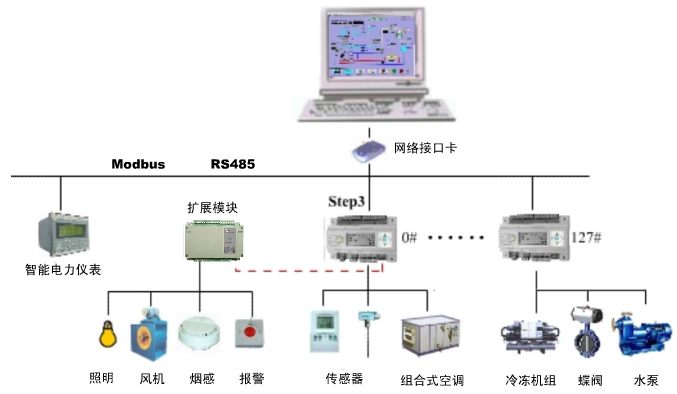 网络接口卡
Modbus RS485
扩展模块
Step3
0# ······ 127#
智能电力仪表
照明 风机 烟感 报警 传感器 组合式空调 冷冻机组 蝶阀 水泵